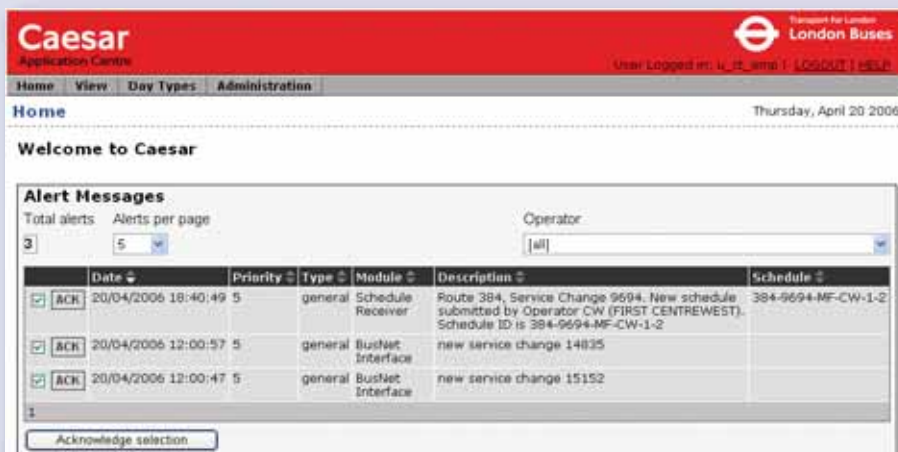 Caesar
Application Centre
Transport for London
London Buses
User Logged in: LOGOUT | HELP
Home View Day Types Administration
Home
Thursday, April 20 2006
Welcome to Caesar
Alert Messages
Total alerts Alerts per page Operator
3 5 [all]
Date Priority Type Module Description Schedule
ACK 20/04/2006 18:40:49 5 general Schedule Route 384, Service Change 9694. New schedule 384-9694-MF-CW-1-2
Receiver submitted by Operator CW (FIRST CENTREWEST).
Schedule ID is 384-9694-MF-CW-1-2
ACK 20/04/2006 12:00:57 5 general BusNet new service change 14835
Interface
ACK 20/04/2006 12:00:47 5 general BusNet new service change 15152
Interface
1
Acknowledge selection